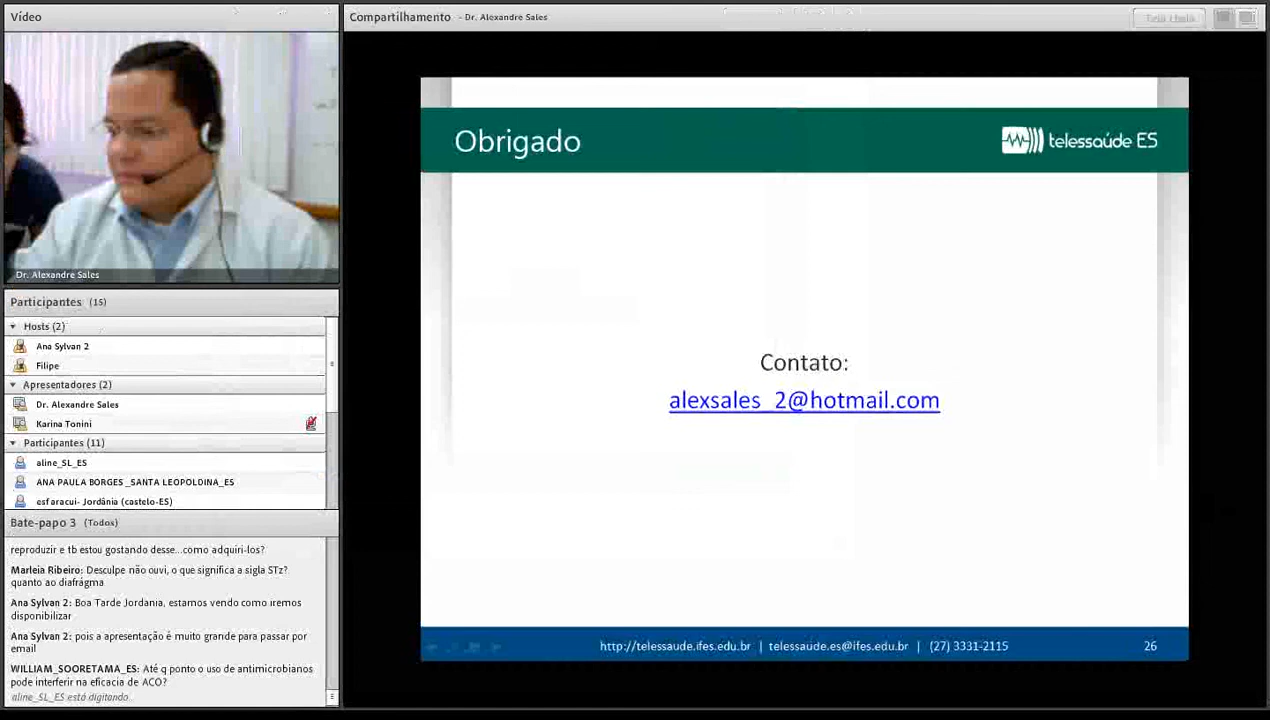 Vídeo
Dr. Alexandre Sales
Participantes (15)
Hosts (2)
Ana Sylvan 2
Filipe
Apresentadores (2)
Dr. Alexandre Sales
Karina Tonini
Participantes (11)
aline_SL_ES
ANA PAULA BORGES _SANTA LEOPOLDINA_ES
esf aracui- Jordânia (castelo-ES)
Bate-papo 3 (Todos)
reproduzir e tb estou gostando desse...como adquiri-los?
Marleia Ribeiro: Desculpe não ouvi, o que significa a sigla STz?
quanto ao diafrágma
Ana Sylvan 2: Boa Tarde Jordania, estamos vendo como iremos
disponibilizar
Ana Sylvan 2: pois a apresentação é muito grande para passar por
email
WILLIAM_SOORETAMA_ES: Até q ponto o uso de antimicrobianos
pode interferir na eficacia de ACO?
aline_SL_ES está digitando..
Compartilhamento - Dr. Alexandre Sales
Tela cheia
Obrigado
telessaúde ES
Contato:
alexsales_2@hotmail.com
http://telessaude.ifes.edu.br | telessaude.es@ifes.edu.br | (27) 3331-2115
26